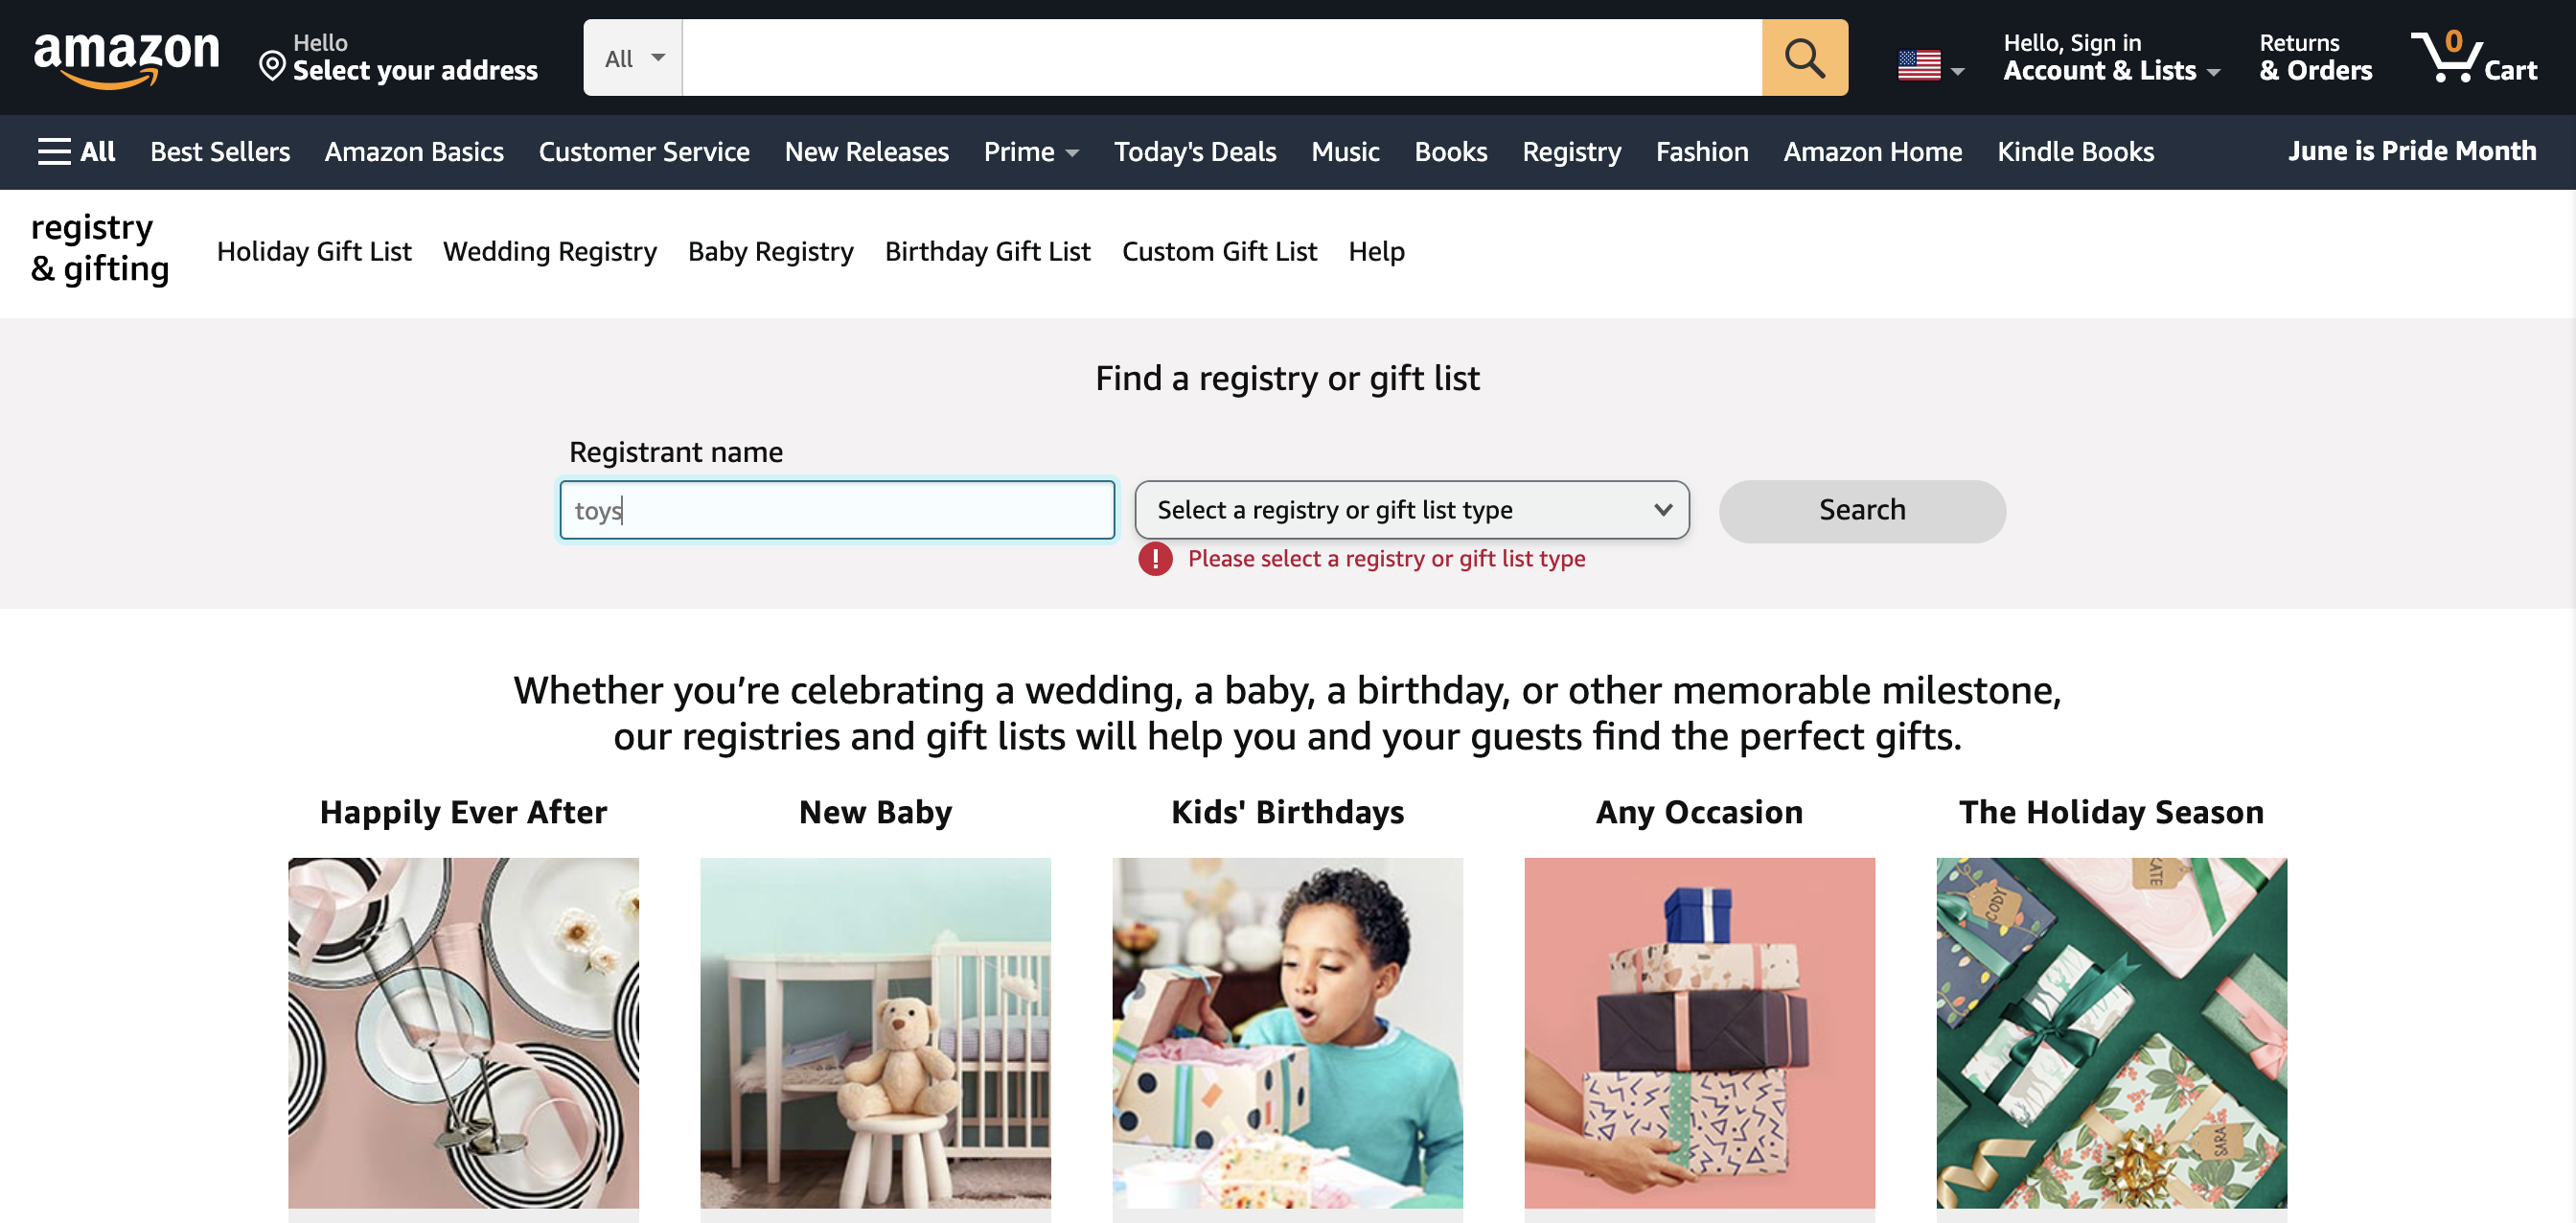 amazon
Hello
Select your address
All
Hello, Sign in
Account & Lists
Returns
& Orders
0
Cart
All
Best Sellers
Amazon Basics
Customer Service
New Releases
Prime
Today's Deals
Music
Books
Registry
Fashion
Amazon Home
Kindle Books
June is Pride Month
registry
& gifting
Holiday Gift List
Wedding Registry
Baby Registry
Birthday Gift List
Custom Gift List
Help
Find a registry or gift list
Registrant name
toys
Select a registry or gift list type
Search
! Please select a registry or gift list type
Whether you’re celebrating a wedding, a baby, a birthday, or other memorable milestone,
our registries and gift lists will help you and your guests find the perfect gifts.
Happily Ever After
New Baby
Kids' Birthdays
Any Occasion
The Holiday Season
CODY
KATE
SARA